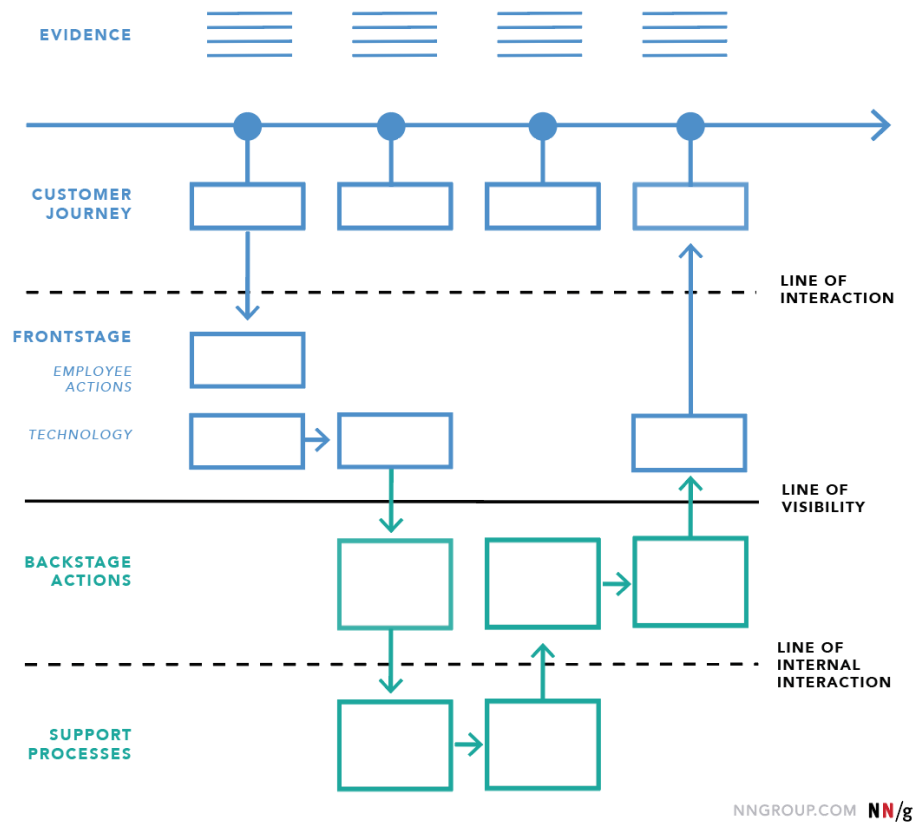 EVIDENCE
CUSTOMER
JOURNEY
LINE OF
INTERACTION
FRONTSTAGE
EMPLOYEE
ACTIONS
TECHNOLOGY
LINE OF
VISIBILITY
BACKSTAGE
ACTIONS
LINE OF
INTERNAL
INTERACTION
SUPPORT
PROCESSES
NNGROUP.COM NN/g